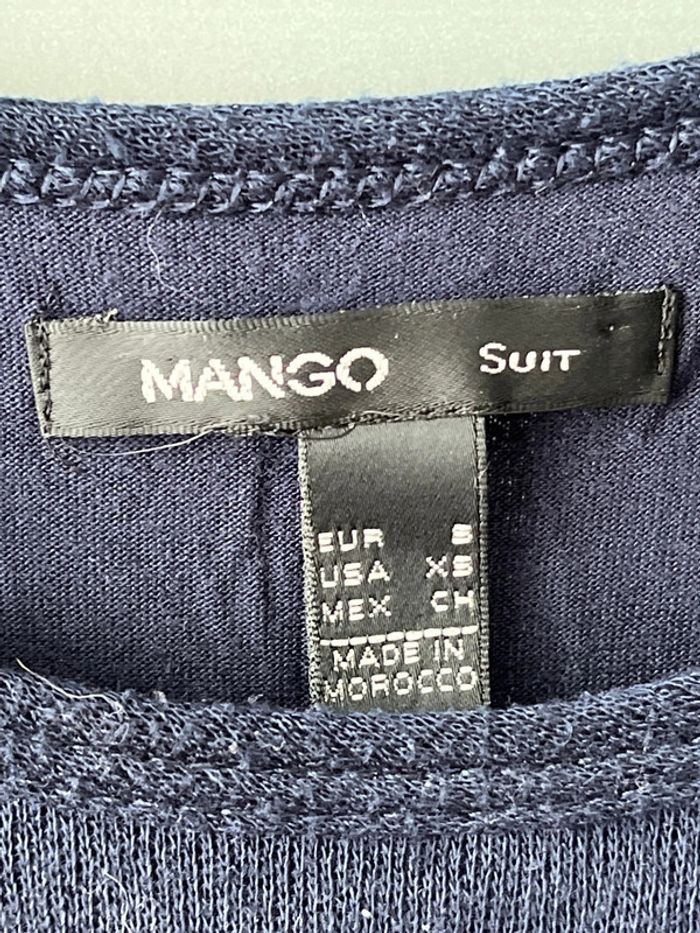 MANGO SUIT
EUR S
USA XS
MEX CH
MADE IN
MOROCCO